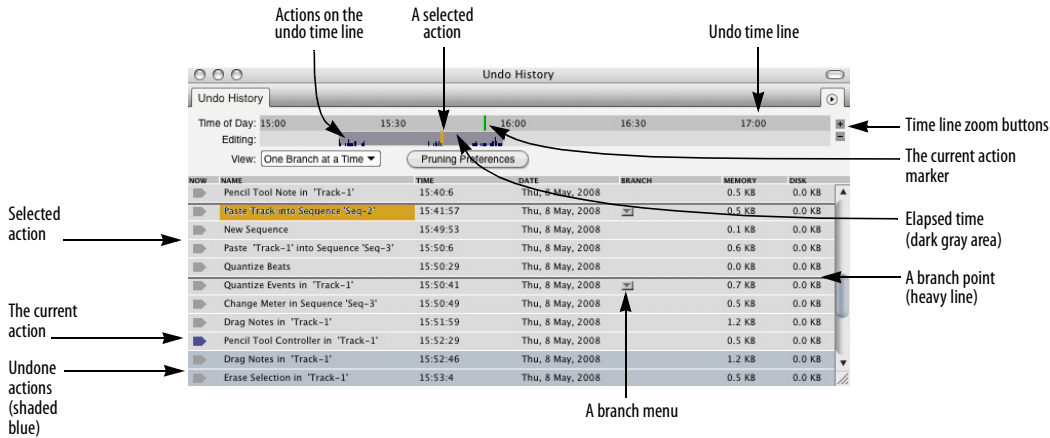 Actions on the
undo time line
A selected
action
Undo time line
Undo History
Undo History
Time of Day: 15:00 15:30 16:00 16:30 17:00
Editing:
View: One Branch at a Time Pruning Preferences
Time line zoom buttons
The current action
marker
Elapsed time
(dark gray area)
A branch point
(heavy line)
Selected
action
The current
action
Undone
actions
(shaded
blue)
NOW NAME TIME DATE BRANCH MEMORY DISK
Pencil Tool Note in 'Track-1' 15:40:6 Thu, 8 May, 2008 0.5 KB 0.0 KB
Paste Track into Sequence 'Seq-2' 15:41:57 Thu, 8 May, 2008 0.5 KB 0.0 KB
New Sequence 15:49:53 Thu, 8 May, 2008 0.1 KB 0.0 KB
Paste 'Track-1' into Sequence 'Seq-3' 15:50:6 Thu, 8 May, 2008 0.6 KB 0.0 KB
Quantize Beats 15:50:29 Thu, 8 May, 2008 0.0 KB 0.0 KB
Quantize Events in 'Track-1' 15:50:41 Thu, 8 May, 2008 0.7 KB 0.0 KB
Change Meter in Sequence 'Seq-3' 15:50:49 Thu, 8 May, 2008 0.5 KB 0.0 KB
Drag Notes in 'Track-1' 15:51:59 Thu, 8 May, 2008 1.2 KB 0.0 KB
Pencil Tool Controller in 'Track-1' 15:52:29 Thu, 8 May, 2008 0.5 KB 0.0 KB
Drag Notes in 'Track-1' 15:52:46 Thu, 8 May, 2008 1.2 KB 0.0 KB
Erase Selection in 'Track-1' 15:53:4 Thu, 8 May, 2008 0.5 KB 0.0 KB
A branch menu